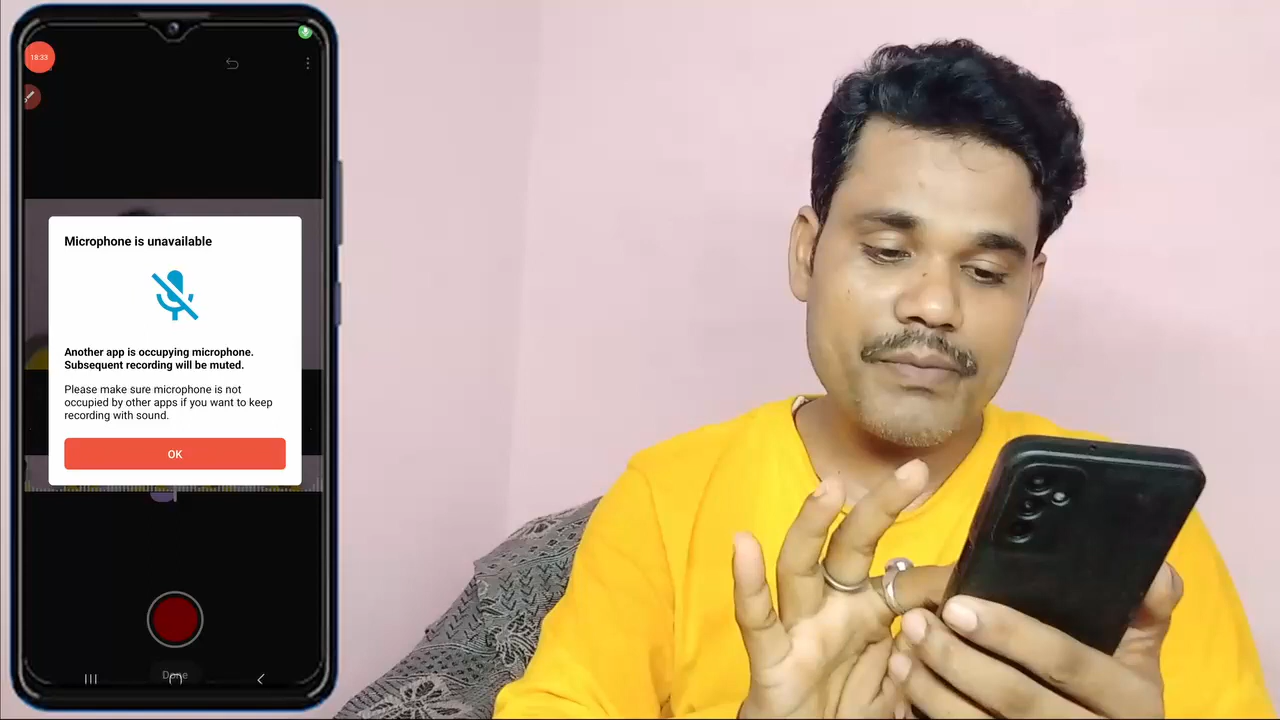 18:33
Microphone is unavailable
Another app is occupying microphone.
Subsequent recording will be muted.
Please make sure microphone is not
occupied by other apps if you want to keep
recording with sound.
OK
Done